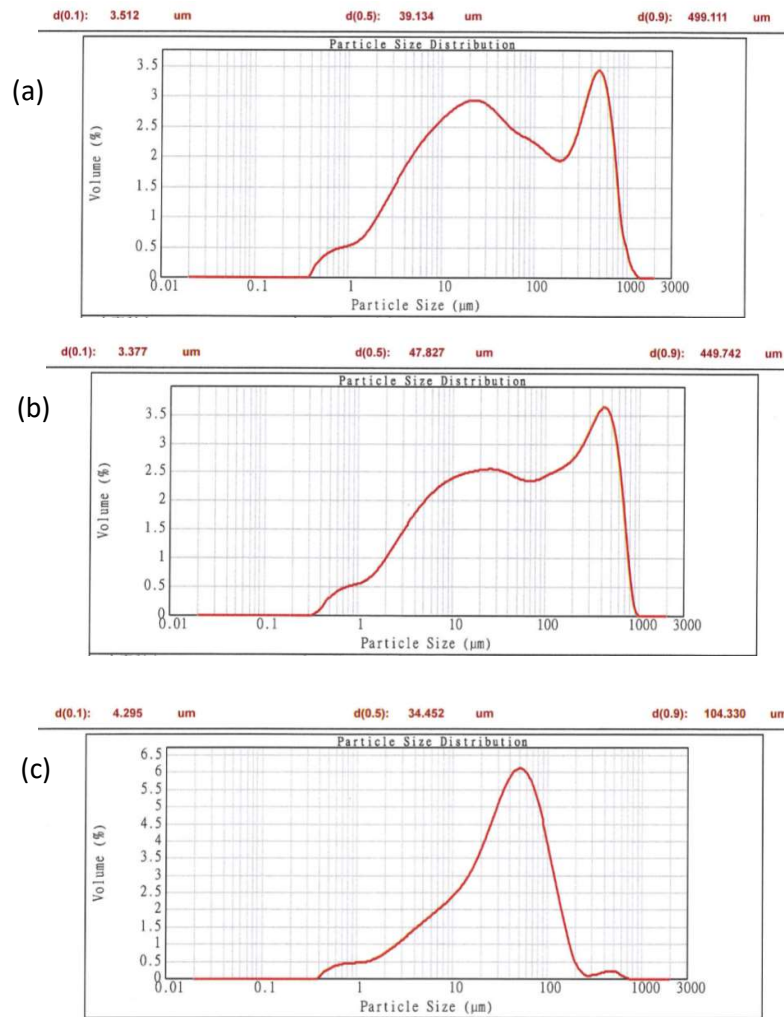 d(0.1): 3.512 um d(0.5): 39.134 um d(0.9): 499.111 um
(a)
Particle Size Distribution
Volume (%)
3.5
3
2.5
2
1.5
1
0.5
0
0.01 0.1 1 10 100 1000 3000
Particle Size (µm)
d(0.1): 3.377 um d(0.5): 47.827 um d(0.9): 449.742 um
(b)
Particle Size Distribution
Volume (%)
3.5
3
2.5
2
1.5
1
0.5
0
0.01 0.1 1 10 100 1000 3000
Particle Size (µm)
d(0.1): 4.295 um d(0.5): 34.452 um d(0.9): 104.330 um
(c)
Particle Size Distribution
Volume (%)
6.5
6
5.5
5
4.5
4
3.5
3
2.5
2
1.5
1
0.5
0
0.01 0.1 1 10 100 1000 3000
Particle Size (µm)